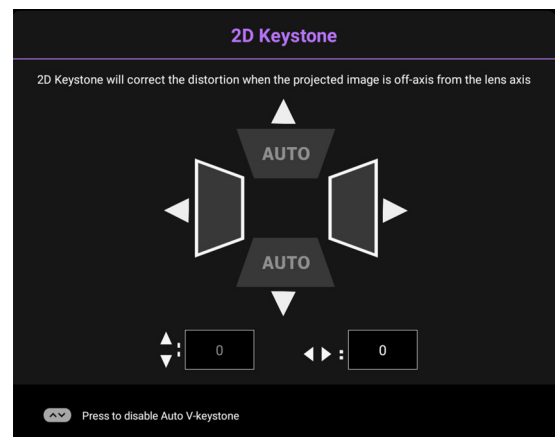 2D Keystone
2D Keystone will correct the distortion when the projected image is off-axis from the lens axis
AUTO
AUTO
: 0
: 0
Press to disable Auto V-keystone